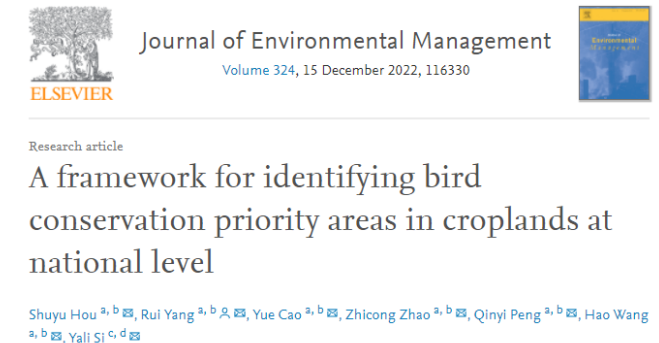 Journal of Environmental Management
Volume 324, 15 December 2022, 116330
ELSEVIER
Research article
A framework for identifying bird
conservation priority areas in croplands at
national level
Shuyu Hou a, b, Rui Yang a, b, Yue Cao a, b, Zhicong Zhao a, b, Qinyi Peng a, b, Hao Wang
a, b, Yali Si c, d